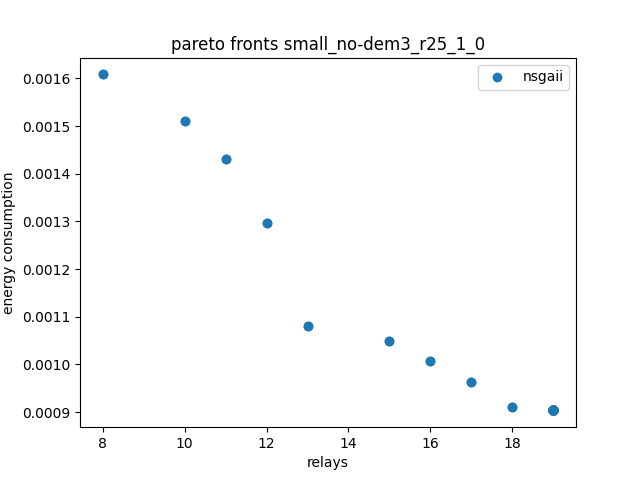 pareto fronts small_no-dem3_r25_1_0
nsgaii
0.0016
0.0015
0.0014
0.0013
0.0012
0.0011
0.0010
0.0009
energy consumption
8 10 12 14 16 18
relays